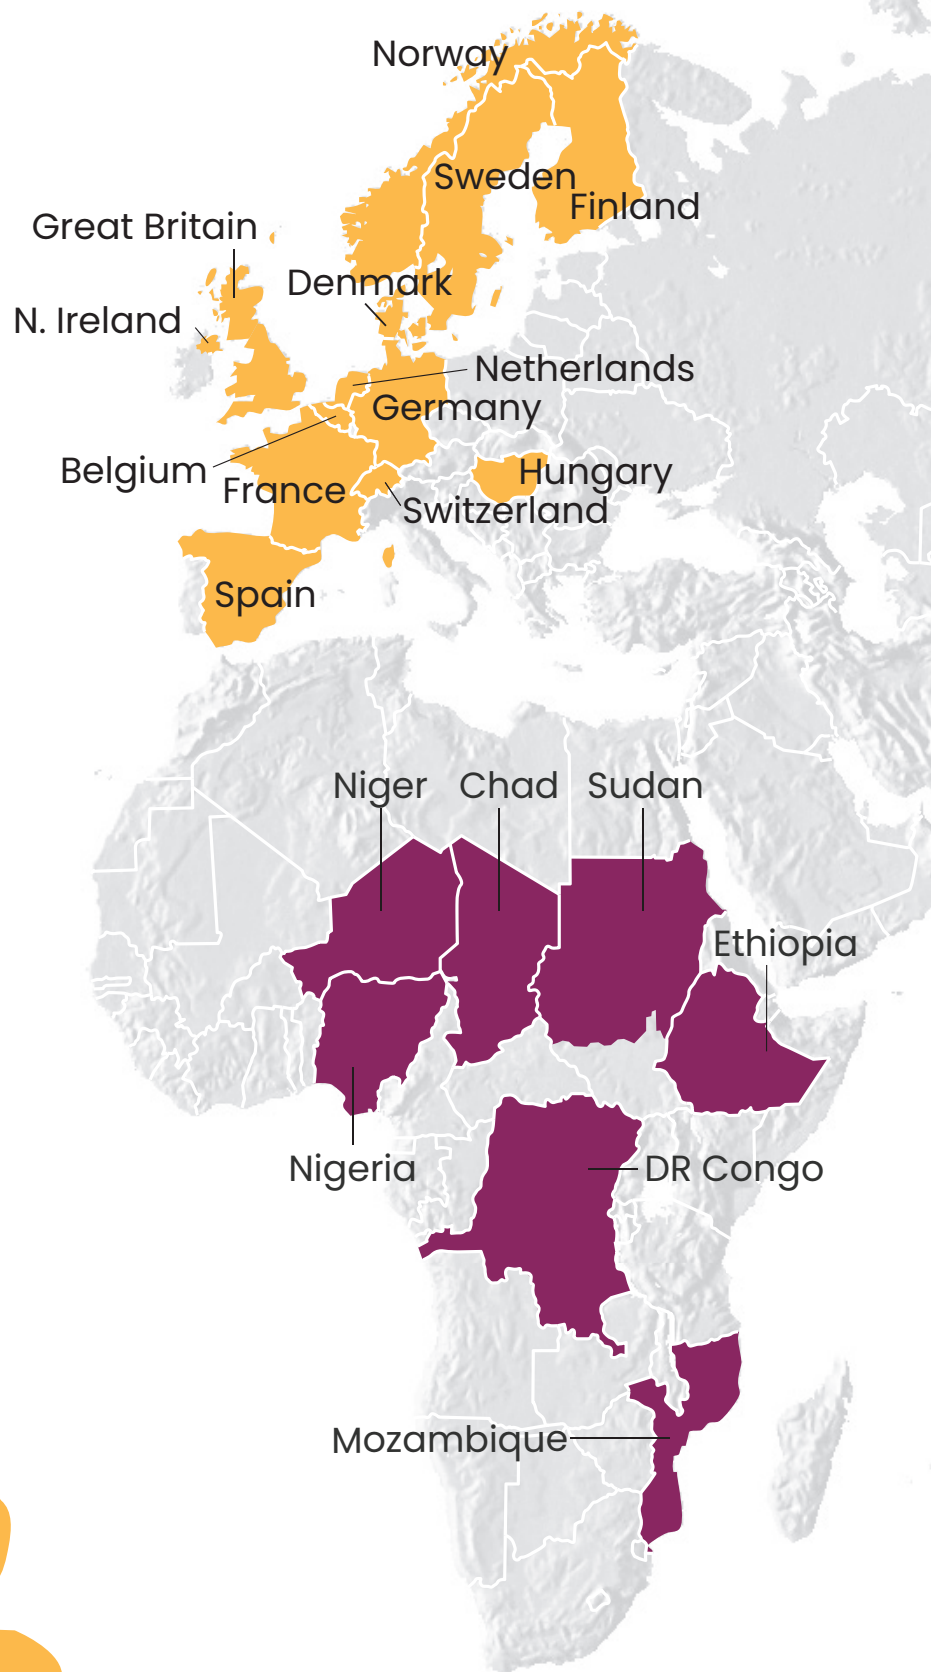 Norway
Sweden
Finland
Great Britain
Denmark
N. Ireland
Netherlands
Germany
Belgium
Hungary
France
Switzerland
Spain
Niger
Chad
Sudan
Ethiopia
Nigeria
DR Congo
Mozambique